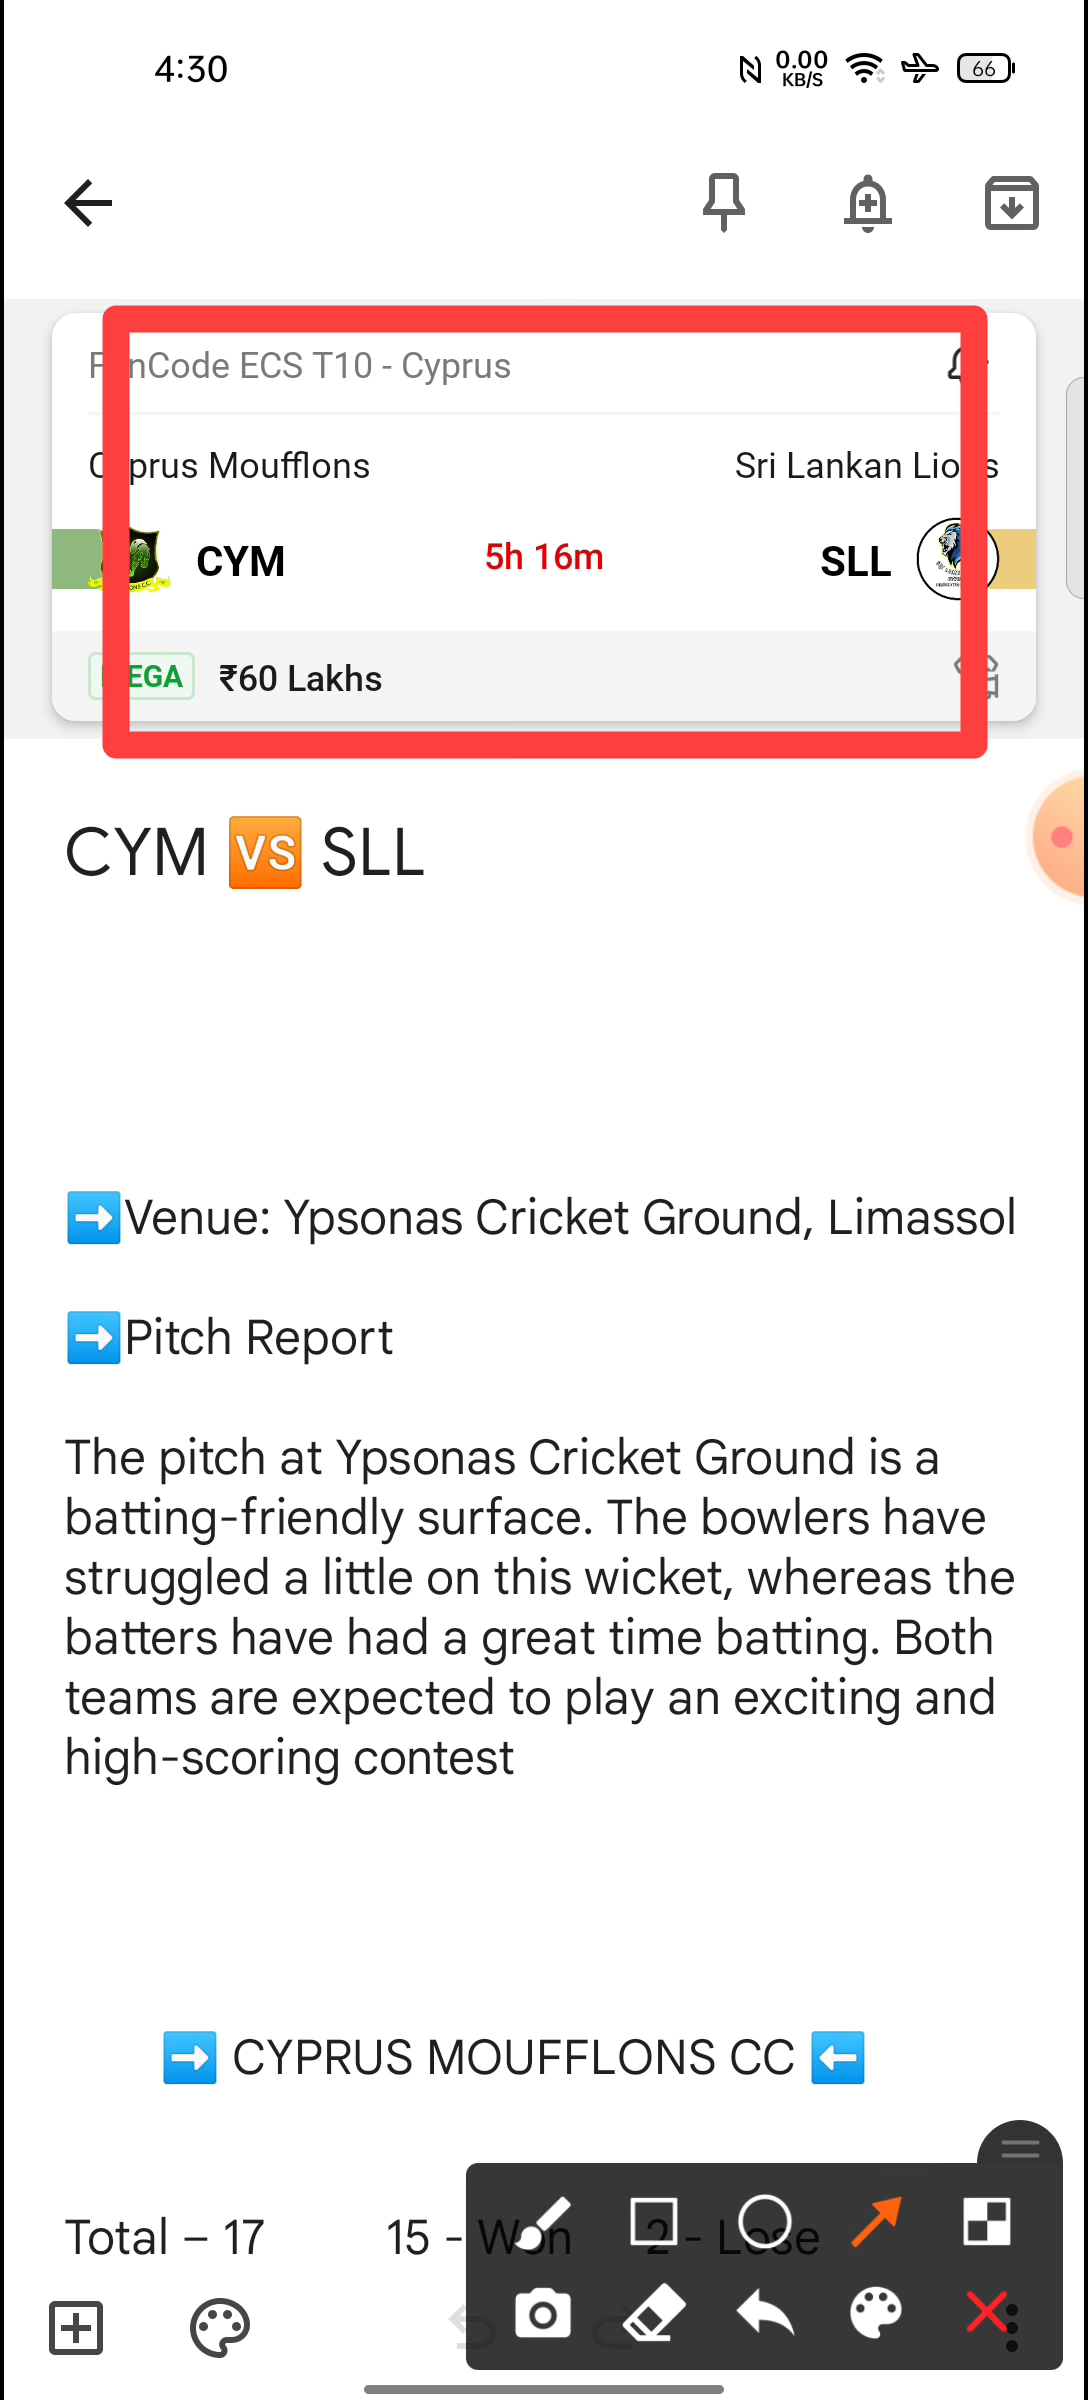 4:30
0.00
KB/S
66
nCode ECS T10 - Cyprus
prus Moufflons
Sri Lankan Lio s
CYM
5h 16m
SLL
EGA
₹60 Lakhs
CYM VS SLL
➡Venue: Ypsonas Cricket Ground, Limassol
➡Pitch Report
The pitch at Ypsonas Cricket Ground is a
batting-friendly surface. The bowlers have
struggled a little on this wicket, whereas the
batters have had a great time batting. Both
teams are expected to play an exciting and
high-scoring contest
➡ CYPRUS MOUFFLONS CC ⬅
Total – 17 15 - Won 2 - Lose